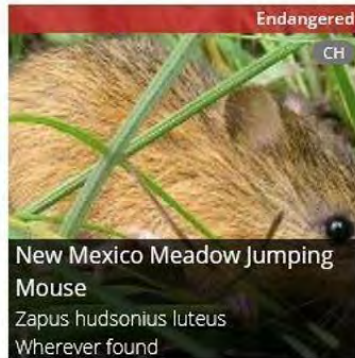 Endangered
CH
New Mexico Meadow Jumping
Mouse
Zapus hudsonius luteus
Wherever found